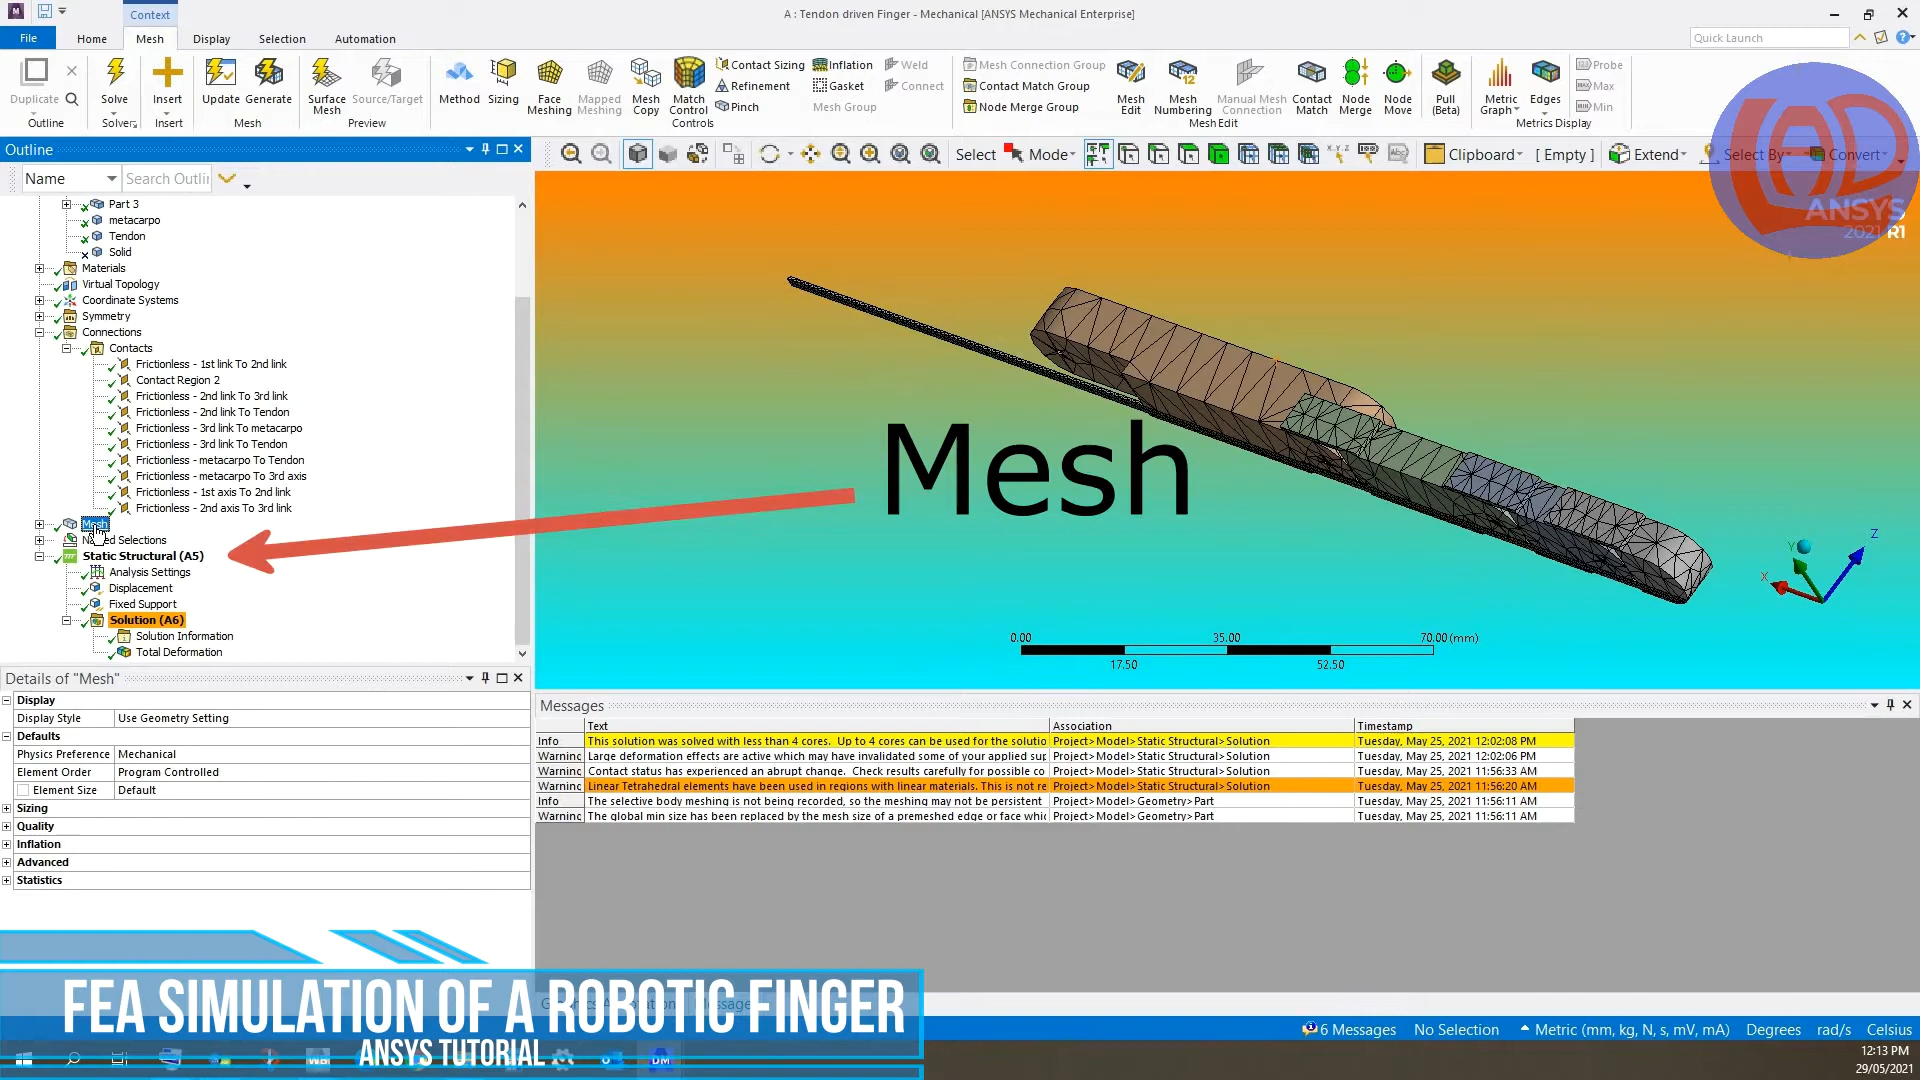 Context
A : Tendon driven Finger - Mechanical [ANSYS Mechanical Enterprise]
File Home Mesh Display Selection Automation
Quick Launch
Duplicate
Outline
Solve
Solver
Insert
Insert
Update Generate
Mesh
Surface Mesh Source/Target
Preview
Method Sizing Face Meshing Mapped Meshing Mesh Copy Match Control
Contact Sizing
Refinement
Pinch
Inflation
Gasket
Mesh Group
Controls
Weld
Connect
Mesh Connection Group
Contact Match Group
Node Merge Group
Mesh Edit Mesh Numbering Manual Mesh Connection Contact Match Node Merge Node Move
Mesh Edit
Pull (Beta)
Metric Graph Edges
Probe
Max
Min
Metrics Display
Outline
Name Search Outlin
Select Mode Clipboard [ Empty ] Extend Select By Convert
Part 3
metacarpo
Tendon
Solid
Materials
Virtual Topology
Coordinate Systems
Symmetry
Connections
Contacts
Frictionless - 1st link To 2nd link
Contact Region 2
Frictionless - 2nd link To 3rd link
Frictionless - 2nd link To Tendon
Frictionless - 3rd link To metacarpo
Frictionless - 3rd link To Tendon
Frictionless - metacarpo To Tendon
Frictionless - metacarpo To 3rd axis
Frictionless - 1st axis To 2nd link
Frictionless - 2nd axis To 3rd link
Mesh
Named Selections
Static Structural (A5)
Analysis Settings
Displacement
Fixed Support
Solution (A6)
Solution Information
Total Deformation
ANSYS
2021 R1
Mesh
Z
Y
X
0.00 35.00 70.00 (mm)
17.50 52.50
Details of "Mesh"
Display
Display Style Use Geometry Setting
Defaults
Physics Preference Mechanical
Element Order Program Controlled
Element Size Default
Sizing
Quality
Inflation
Advanced
Statistics
Messages
Text Association Timestamp
Info This solution was solved with less than 4 cores. Up to 4 cores can be used for the solutio Project>Model>Static Structural>Solution Tuesday, May 25, 2021 12:02:08 PM
Warninc Large deformation effects are active which may have invalidated some of your applied sup Project>Model>Static Structural>Solution Tuesday, May 25, 2021 12:02:06 PM
Warninc Contact status has experienced an abrupt change. Check results carefully for possible co Project>Model>Static Structural>Solution Tuesday, May 25, 2021 11:56:33 AM
Warninc Linear Tetrahedral elements have been used in regions with linear materials. This is not re Project>Model>Static Structural>Solution Tuesday, May 25, 2021 11:56:20 AM
Info The selective body meshing is not being recorded, so the meshing may not be persistent Project>Model>Geometry>Part Tuesday, May 25, 2021 11:56:11 AM
Warninc The global min size has been replaced by the mesh size of a premeshed edge or face whic Project>Model>Geometry>Part Tuesday, May 25, 2021 11:56:11 AM
FEA SIMULATION OF A ROBOTIC FINGER
ANSYS TUTORIAL
6 Messages No Selection Metric (mm, kg, N, s, mV, mA) Degrees rad/s Celsius
DM
12:13 PM
29/05/2021